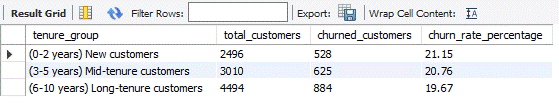 Result Grid Filter Rows: Export: Wrap Cell Content: IA
tenure_group total_customers churned_customers churn_rate_percentage
(0-2 years) New customers 2496 528 21.15
(3-5 years) Mid-tenure customers 3010 625 20.76
(6-10 years) Long-tenure customers 4494 884 19.67